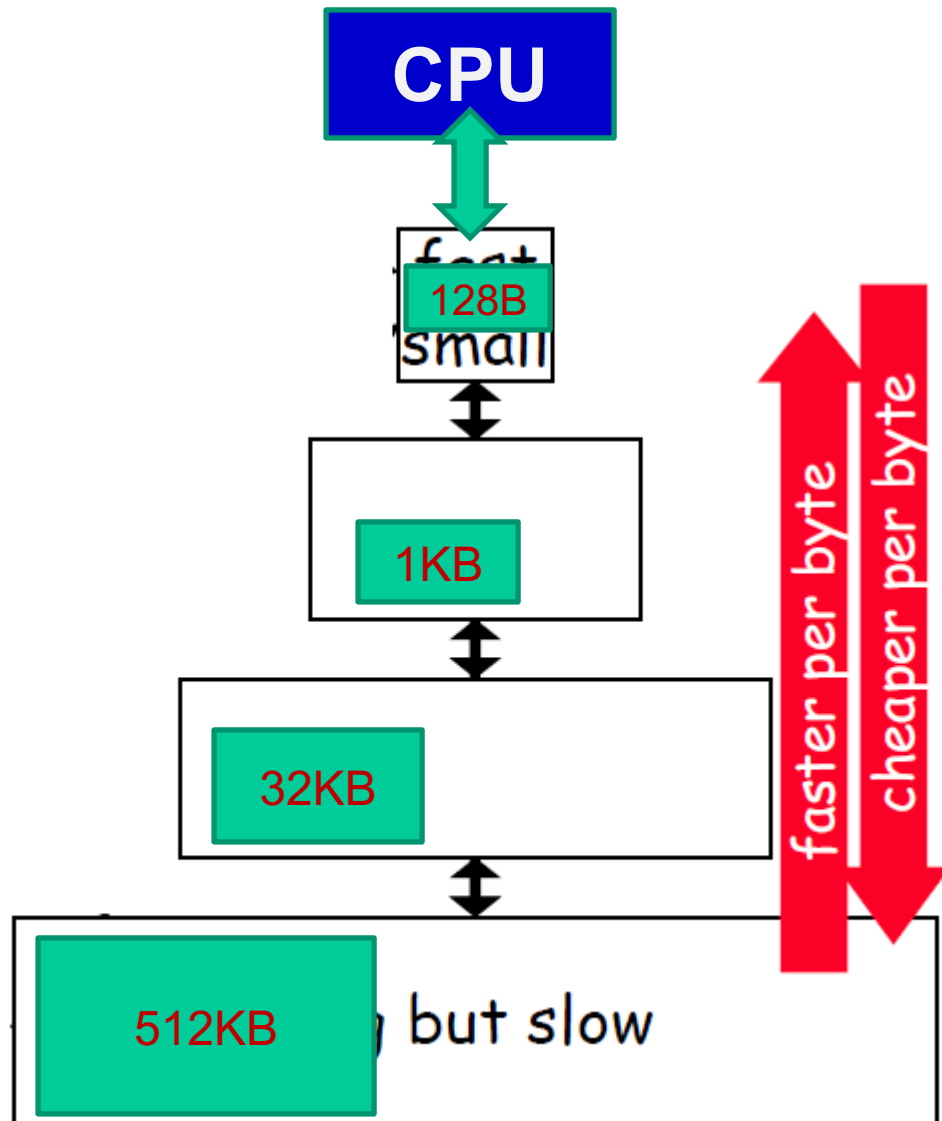 CPU
128B
small
1KB
32KB
512KB
but slow
faster per byte
cheaper per byte